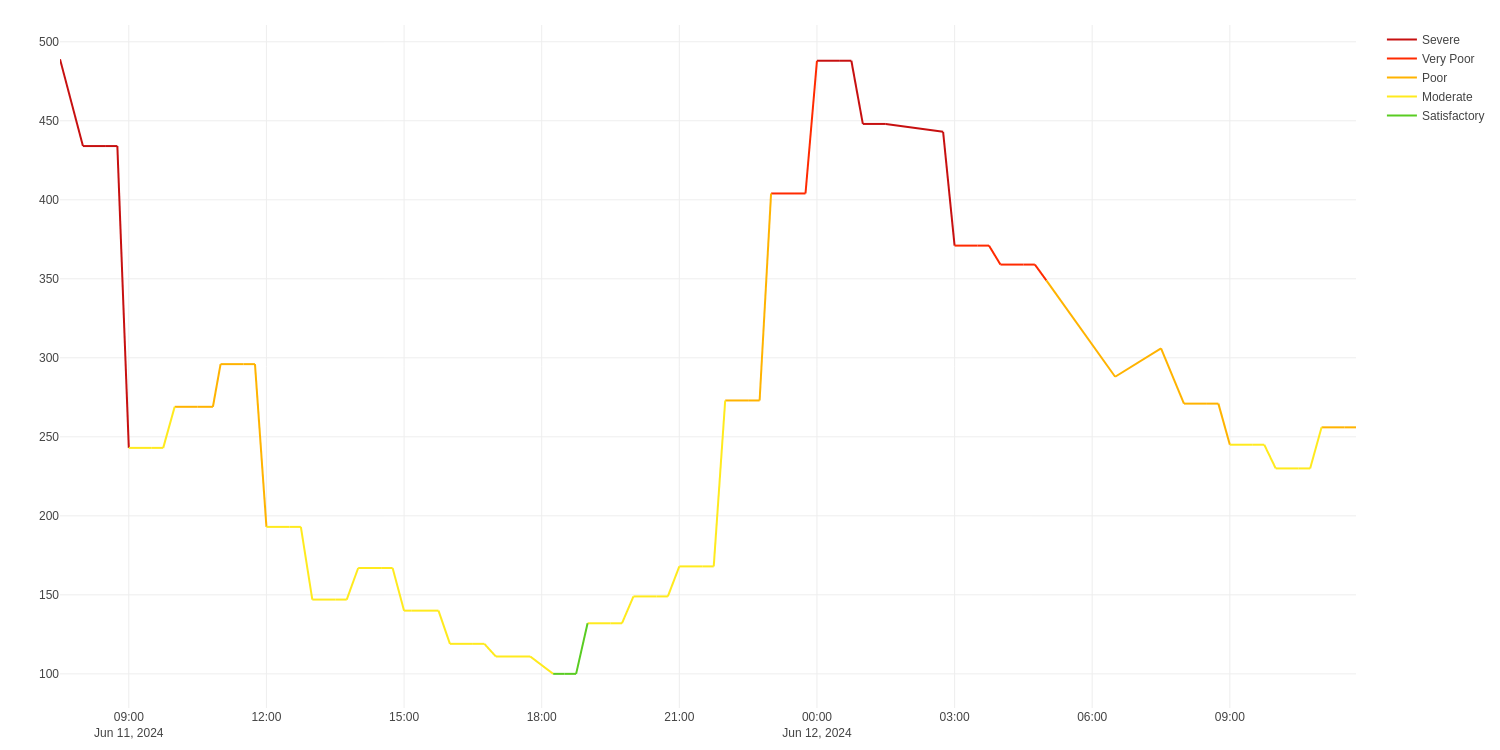 500
450
400
350
300
250
200
150
100
09:00
Jun 11, 2024
12:00
15:00
18:00
21:00
00:00
Jun 12, 2024
03:00
06:00
09:00
Severe
Very Poor
Poor
Moderate
Satisfactory